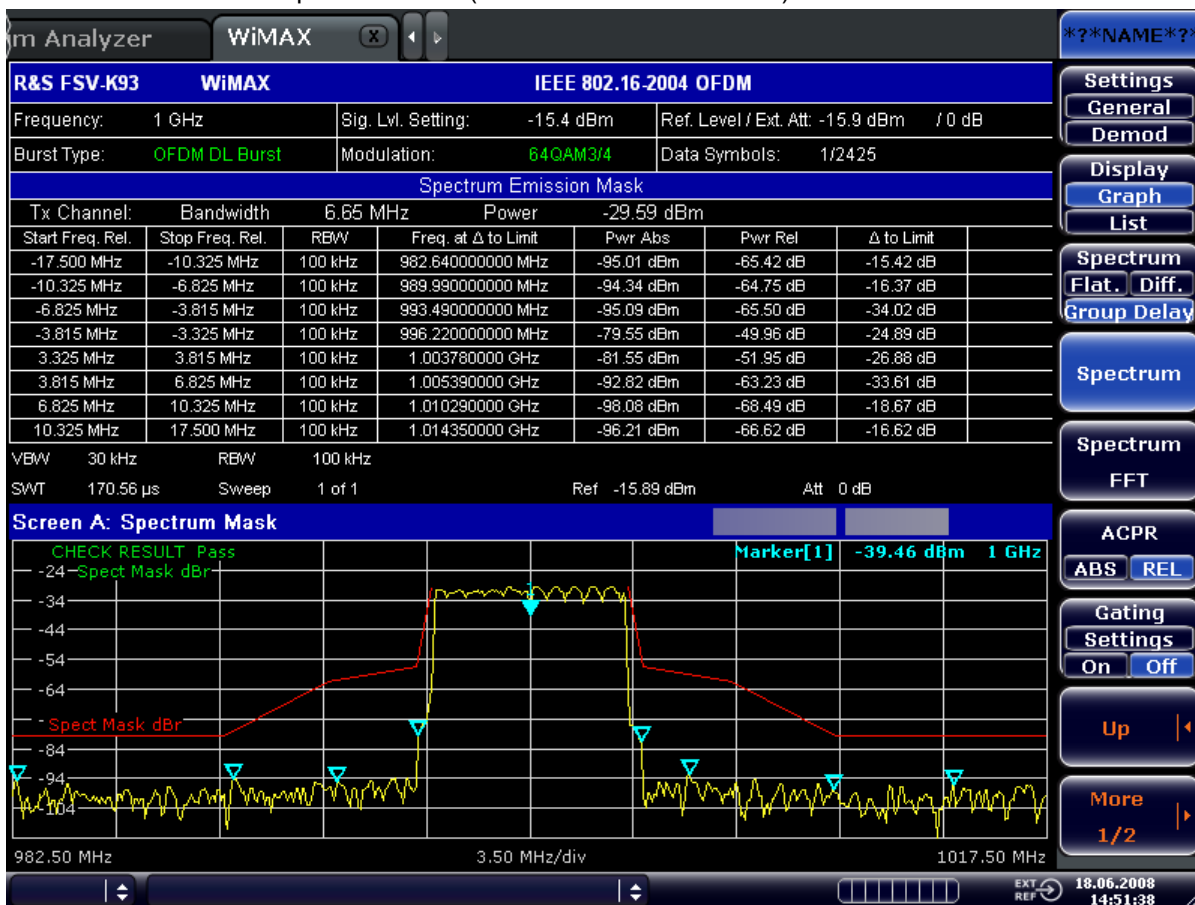 m Analyzer WiMAX X
*?*NAME*?*
R&S FSV-K93 WiMAX IEEE 802.16-2004 OFDM
Frequency: 1 GHz Sig. Lvl. Setting: -15.4 dBm Ref. Level / Ext. Att: -15.9 dBm / 0 dB
Burst Type: OFDM DL Burst Modulation: 64QAM3/4 Data Symbols: 1/2425
Spectrum Emission Mask
Tx Channel: Bandwidth 6.65 MHz Power -29.59 dBm
Start Freq. Rel. Stop Freq. Rel. RBW Freq. at Δ to Limit Pwr Abs Pwr Rel Δ to Limit
-17.500 MHz -10.325 MHz 100 kHz 982.640000000 MHz -95.01 dBm -65.42 dB -15.42 dB
-10.325 MHz -6.825 MHz 100 kHz 989.990000000 MHz -94.34 dBm -64.75 dB -16.37 dB
-6.825 MHz -3.815 MHz 100 kHz 993.490000000 MHz -95.09 dBm -65.50 dB -34.02 dB
-3.815 MHz -3.325 MHz 100 kHz 996.220000000 MHz -79.55 dBm -49.96 dB -24.89 dB
3.325 MHz 3.815 MHz 100 kHz 1.003780000 GHz -81.55 dBm -51.95 dB -26.88 dB
3.815 MHz 6.825 MHz 100 kHz 1.005390000 GHz -92.82 dBm -63.23 dB -33.61 dB
6.825 MHz 10.325 MHz 100 kHz 1.010290000 GHz -98.08 dBm -68.49 dB -18.67 dB
10.325 MHz 17.500 MHz 100 kHz 1.014350000 GHz -96.21 dBm -66.62 dB -16.62 dB
VBW 30 kHz RBW 100 kHz
SWT 170.56 µs Sweep 1 of 1 Ref -15.89 dBm Att 0 dB
Screen A: Spectrum Mask
CHECK RESULT Pass
Marker[1] -39.46 dBm 1 GHz
-24 Spect Mask dBr
-34
-44
-54
-64
Spect Mask dBr
-84
-94
-104
1
982.50 MHz 3.50 MHz/div 1017.50 MHz
Settings
General
Demod
Display
Graph
List
Spectrum
Flat. Diff.
Group Delay
Spectrum
Spectrum
FFT
ACPR
ABS REL
Gating
Settings
On Off
Up
More
1/2
EXT REF
18.06.2008
14:51:38